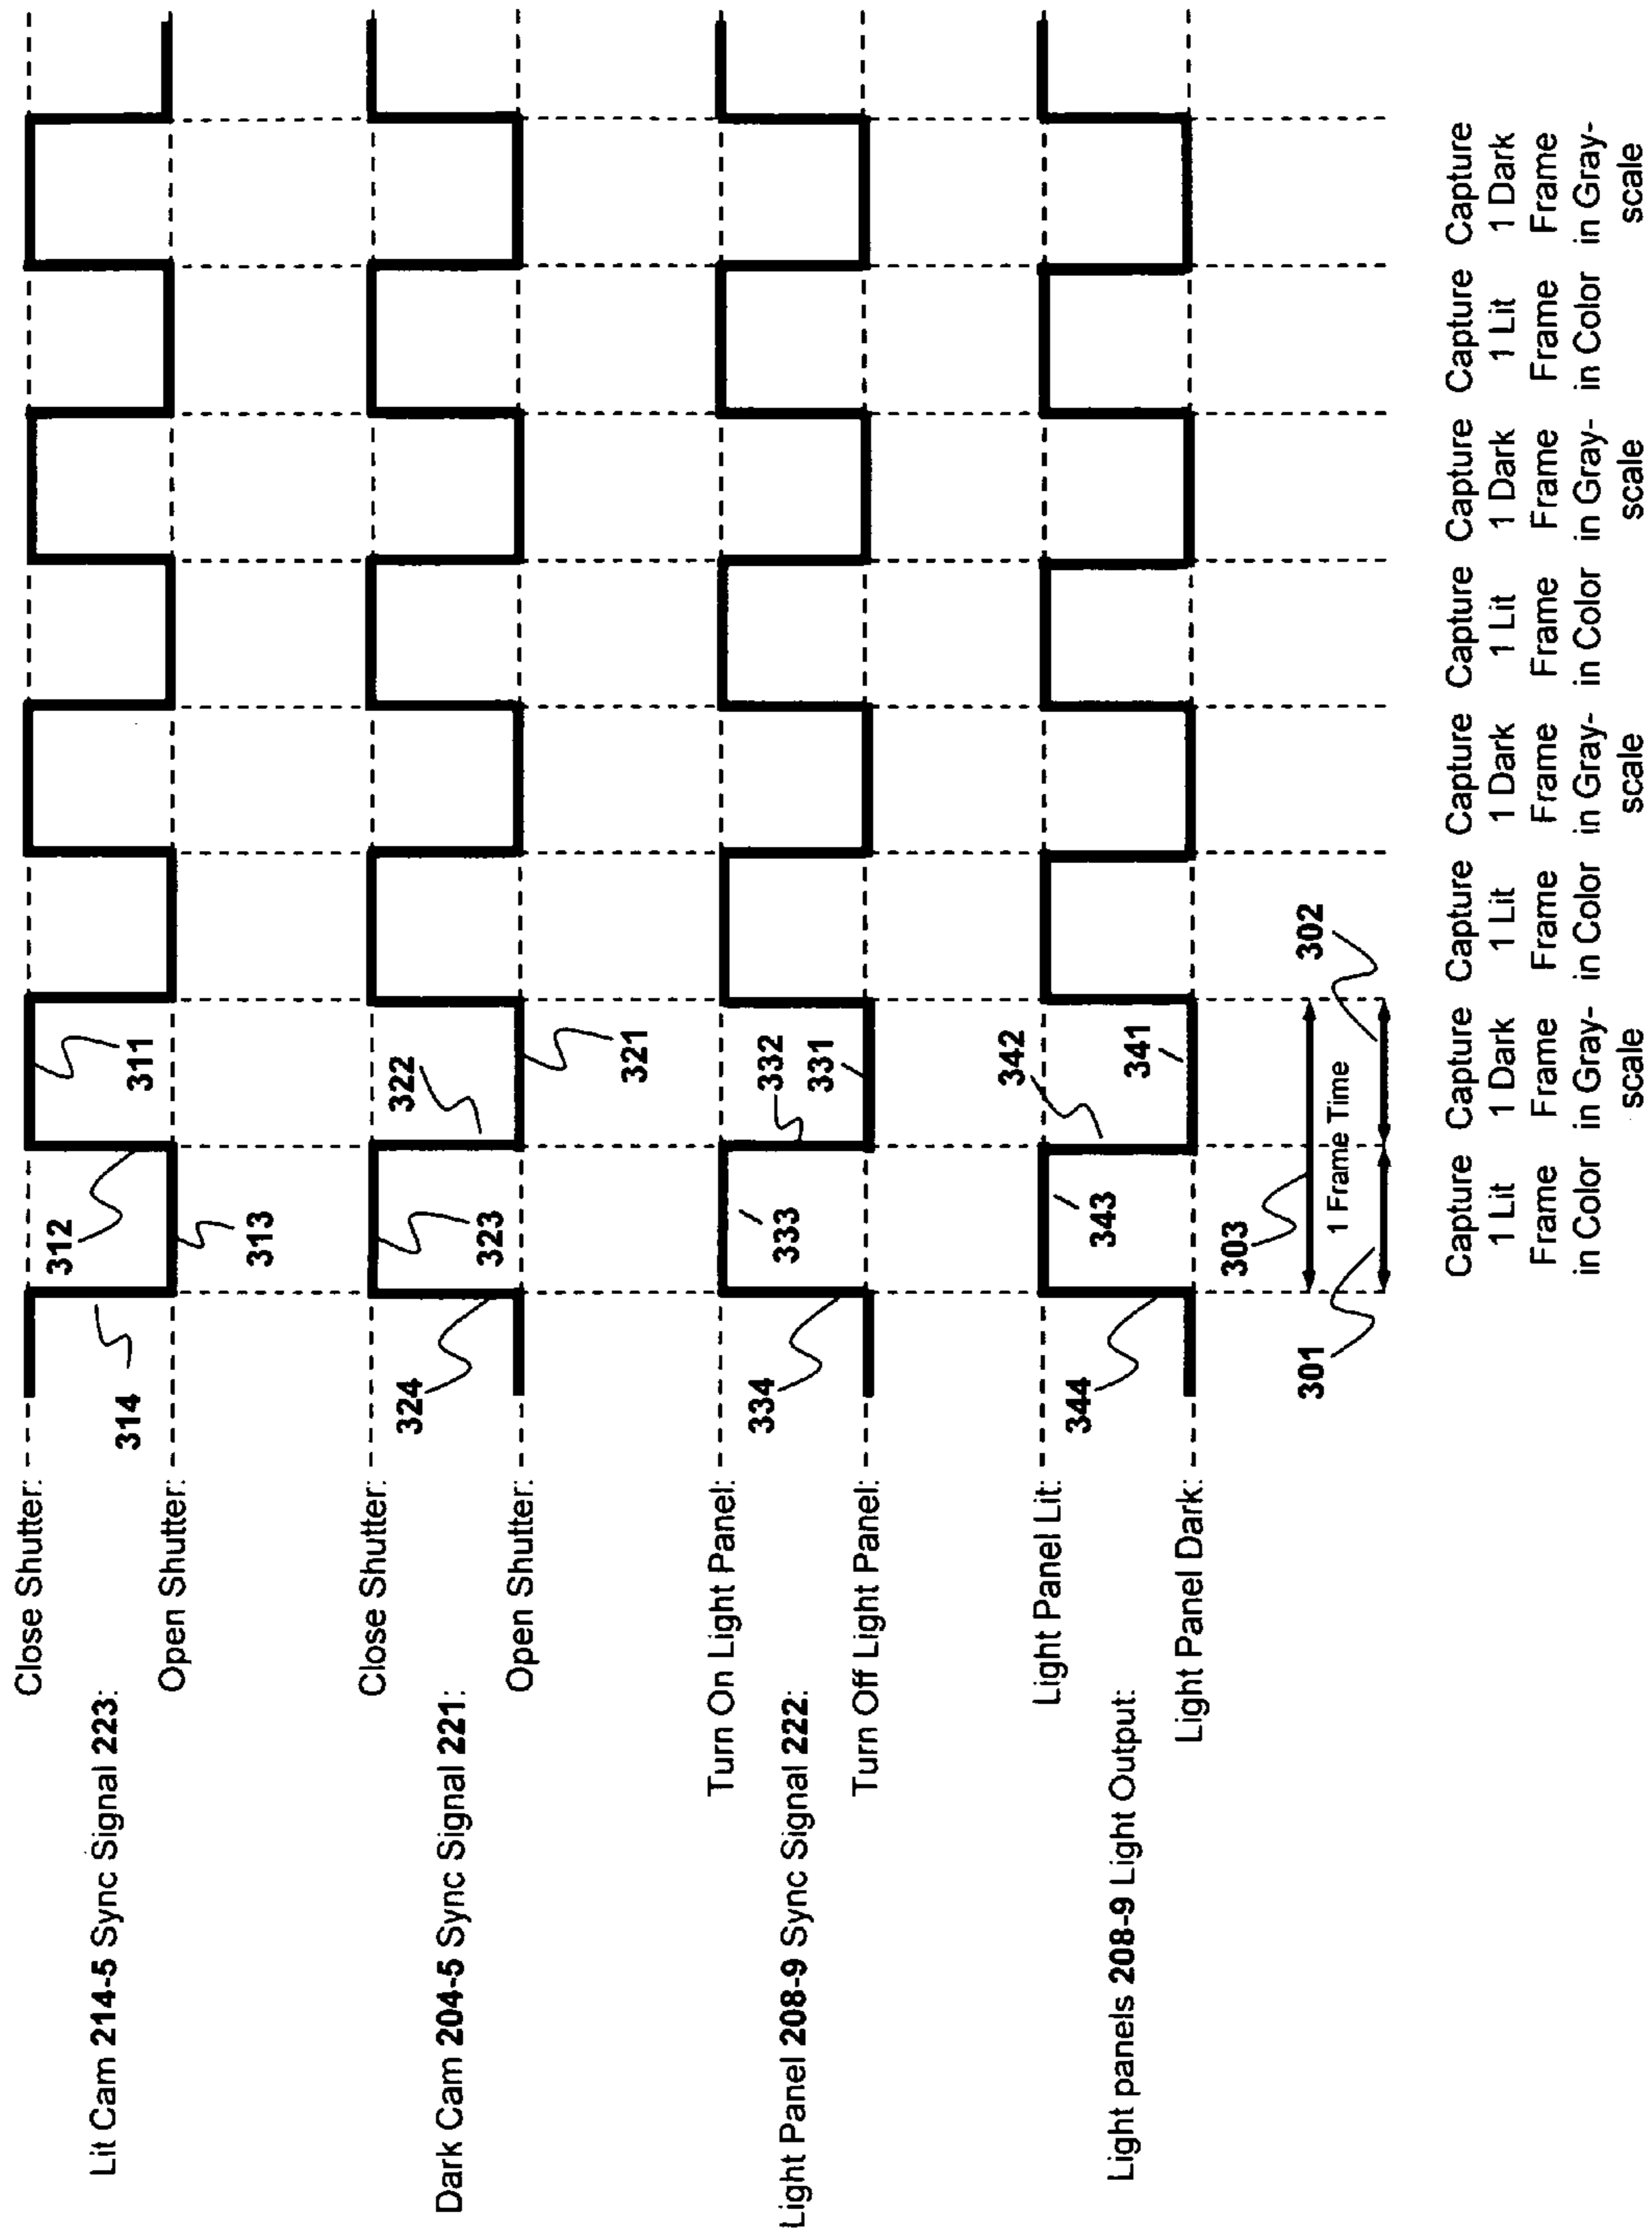 Close Shutter:
Lit Cam 214-5 Sync Signal 223:
Open Shutter:
314
312
313
311
Close Shutter:
Dark Cam 204-5 Sync Signal 221:
Open Shutter:
324
323
322
321
Turn On Light Panel:
Light Panel 208-9 Sync Signal 222:
Turn Off Light Panel:
334
333
332
331
Light Panel Lit:
Light panels 208-9 Light Output:
Light Panel Dark:
344
343
342
341
303
1 Frame Time
301
302
Capture
1 Lit
Frame
in Color
Capture
1 Dark
Frame
in Gray-
scale
Capture
1 Lit
Frame
in Color
Capture
1 Dark
Frame
in Gray-
scale
Capture
1 Lit
Frame
in Color
Capture
1 Dark
Frame
in Gray-
scale
Capture
1 Lit
Frame
in Color
Capture
1 Dark
Frame
in Gray-
scale